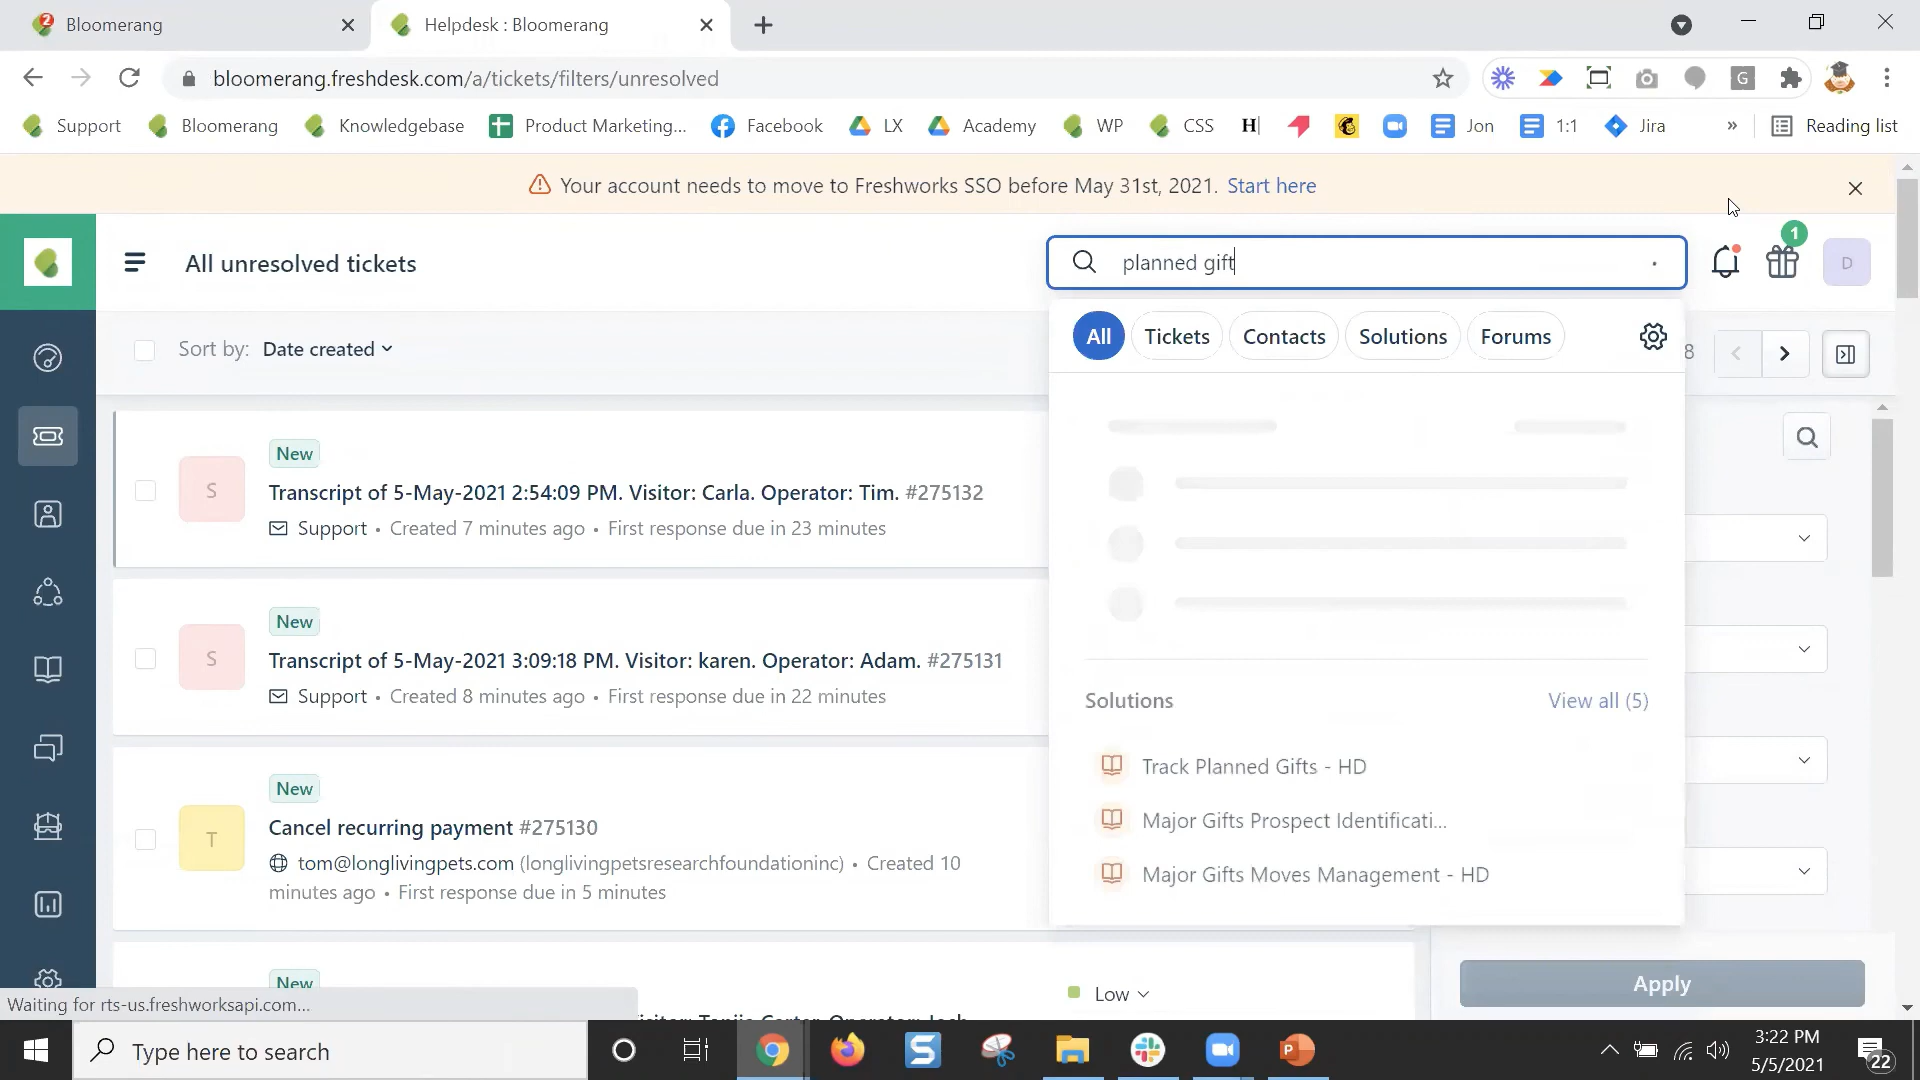 2
Bloomerang
Helpdesk : Bloomerang
bloomerang.freshdesk.com/a/tickets/filters/unresolved
G
Support
Bloomerang
Knowledgebase
Product Marketing...
Facebook
LX
Academy
WP
CSS
H
Jon
1:1
Jira
»
Reading list
Your account needs to move to Freshworks SSO before May 31st, 2021. Start here
All unresolved tickets
planned gift
1
D
Sort by: Date created
All
Tickets
Contacts
Solutions
Forums
8
New
S
Transcript of 5-May-2021 2:54:09 PM. Visitor: Carla. Operator: Tim. #275132
Support • Created 7 minutes ago • First response due in 23 minutes
New
S
Transcript of 5-May-2021 3:09:18 PM. Visitor: karen. Operator: Adam. #275131
Support • Created 8 minutes ago • First response due in 22 minutes
Solutions
View all (5)
Track Planned Gifts - HD
Major Gifts Prospect Identificati...
Major Gifts Moves Management - HD
New
T
Cancel recurring payment #275130
tom@longlivingpets.com (longlivingpetsresearchfoundationinc) • Created 10
minutes ago • First response due in 5 minutes
New
Low
Apply
Waiting for rts-us.freshworksapi.com...
Type here to search
S
P
3:22 PM
5/5/2021
22